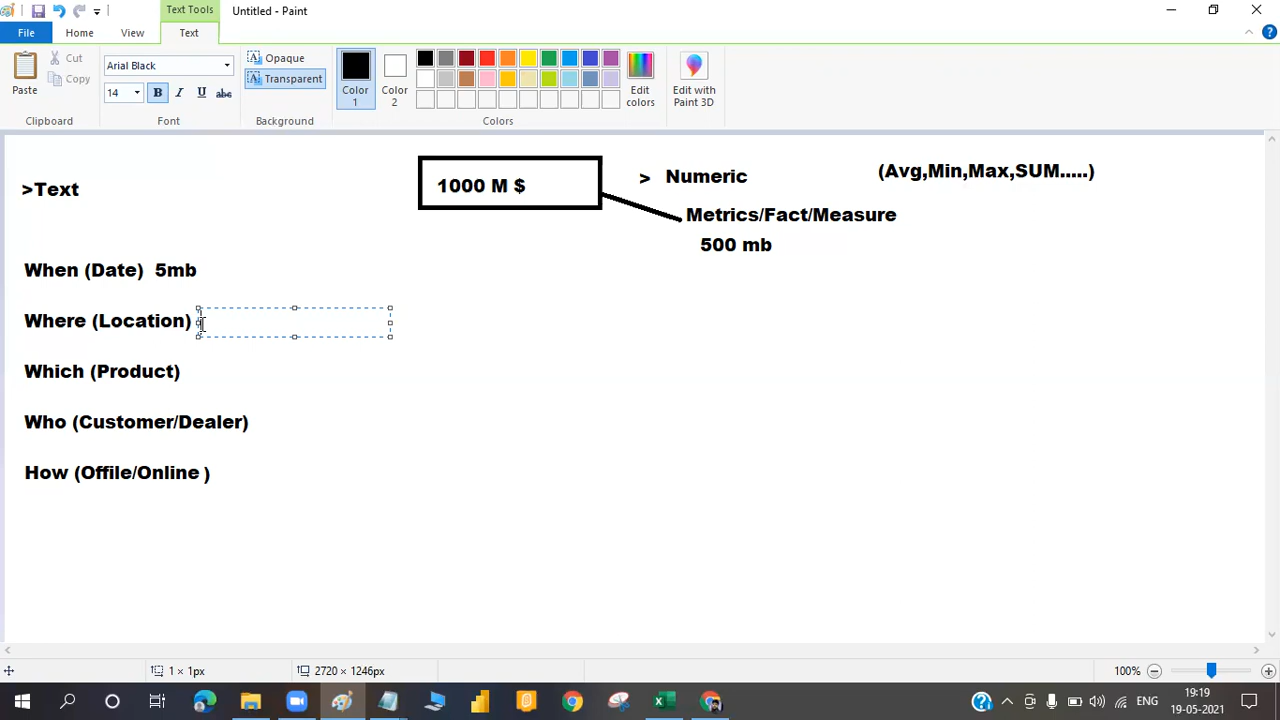 Text Tools
Untitled - Paint
File
Home
View
Text
Paste
Cut
Copy
Clipboard
Arial Black
14
B
I
U
abc
Font
Opaque
Transparent
Background
Color
1
Color
2
Edit
colors
Edit with
Paint 3D
Colors
>Text
1000 M $
> Numeric
(Avg,Min,Max,SUM.....)
Metrics/Fact/Measure
500 mb
When (Date) 5mb
Where (Location)
Which (Product)
Who (Customer/Dealer)
How (Offile/Online )
1 × 1px
2720 × 1246px
100%
ENG
19:19
19-05-2021